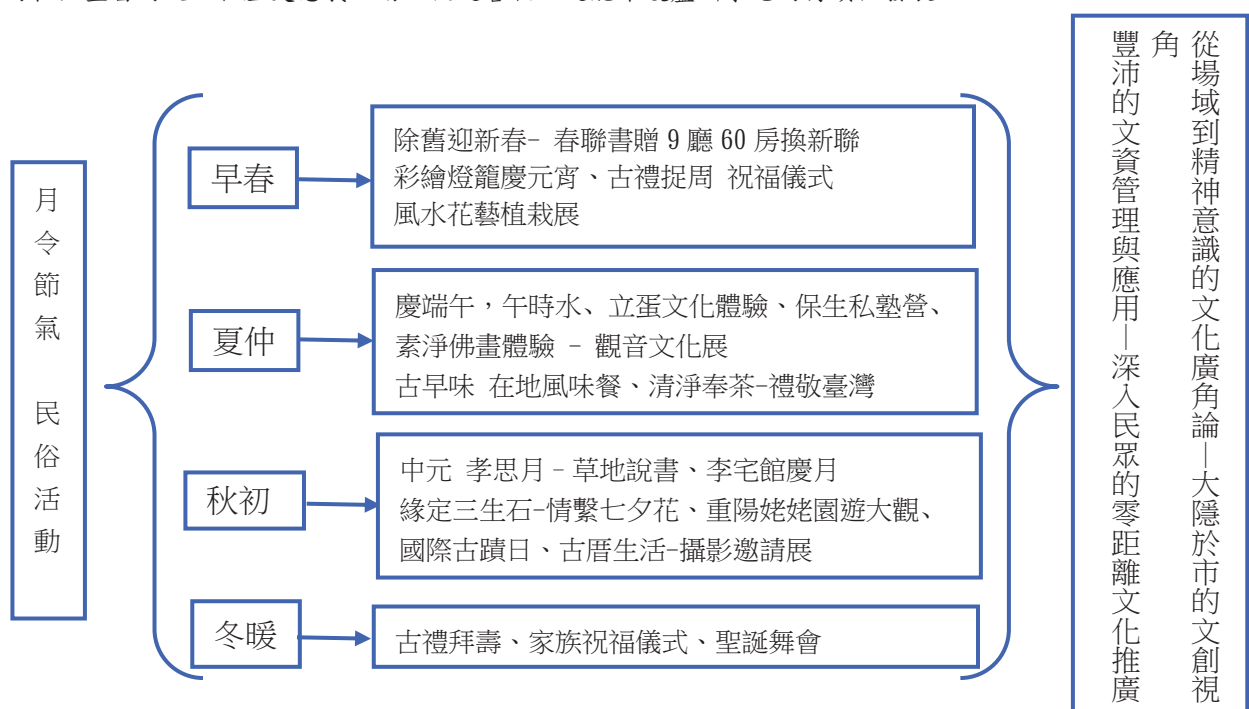 月令節氣 民俗活動
早春
除舊迎新春- 春聯書贈 9 廳 60 房換新聯
彩繪燈籠慶元宵、古禮捉周 祝福儀式
風水花藝植栽展
夏仲
慶端午，午時水、立蛋文化體驗、保生私塾營、
素淨佛畫體驗 - 觀音文化展
古早味 在地風味餐、清淨奉茶-禮敬臺灣
秋初
中元 孝思月-草地說書、李宅館慶月
緣定三生石-情繫七夕花、重陽姥姥園遊大觀、
國際古蹟日、古厝生活-攝影邀請展
冬暖
古禮拜壽、家族祝福儀式、聖誕舞會
從場域到精神意識的文化廣角論—大隱於市的文創視
角
豐沛的文資管理與應用—深入民眾的零距離文化推廣